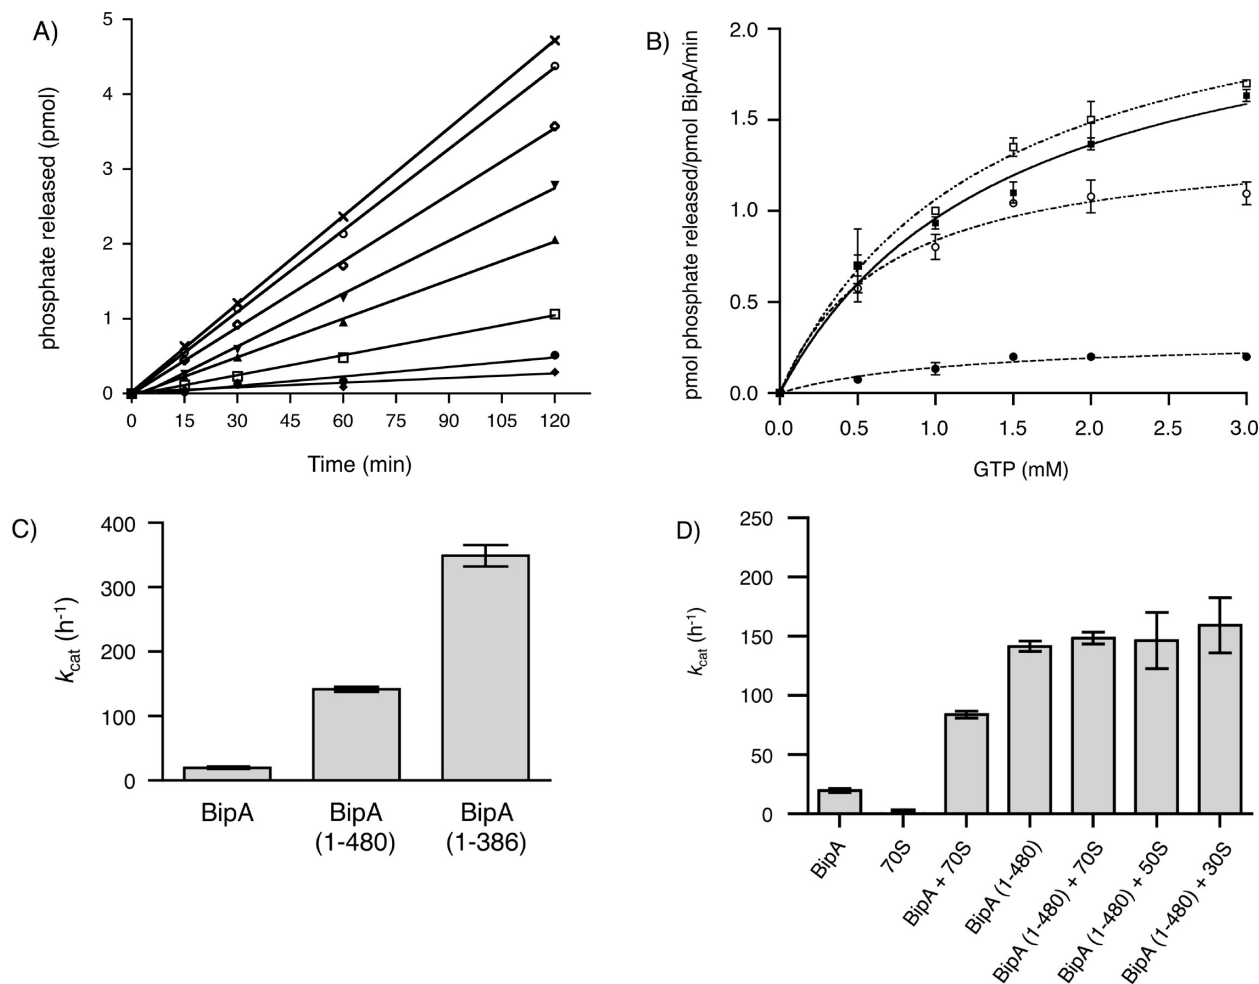 A)
phosphate released (pmol)
5
4
3
2
1
0
0 15 30 45 60 75 90 105 120
Time (min)
B)
pmol phosphate released/pmol BipA/min
2.0
1.5
1.0
0.5
0.0
0.0 0.5 1.0 1.5 2.0 2.5 3.0
GTP (mM)
C)
kcat (h-1)
400
300
200
100
0
BipA BipA BipA
(1-480) (1-386)
D)
kcat (h-1)
250
200
150
100
50
0
BipA
70S
BipA + 70S
BipA (1-480)
BipA (1-480) + 70S
BipA (1-480) + 50S
BipA (1-480) + 30S